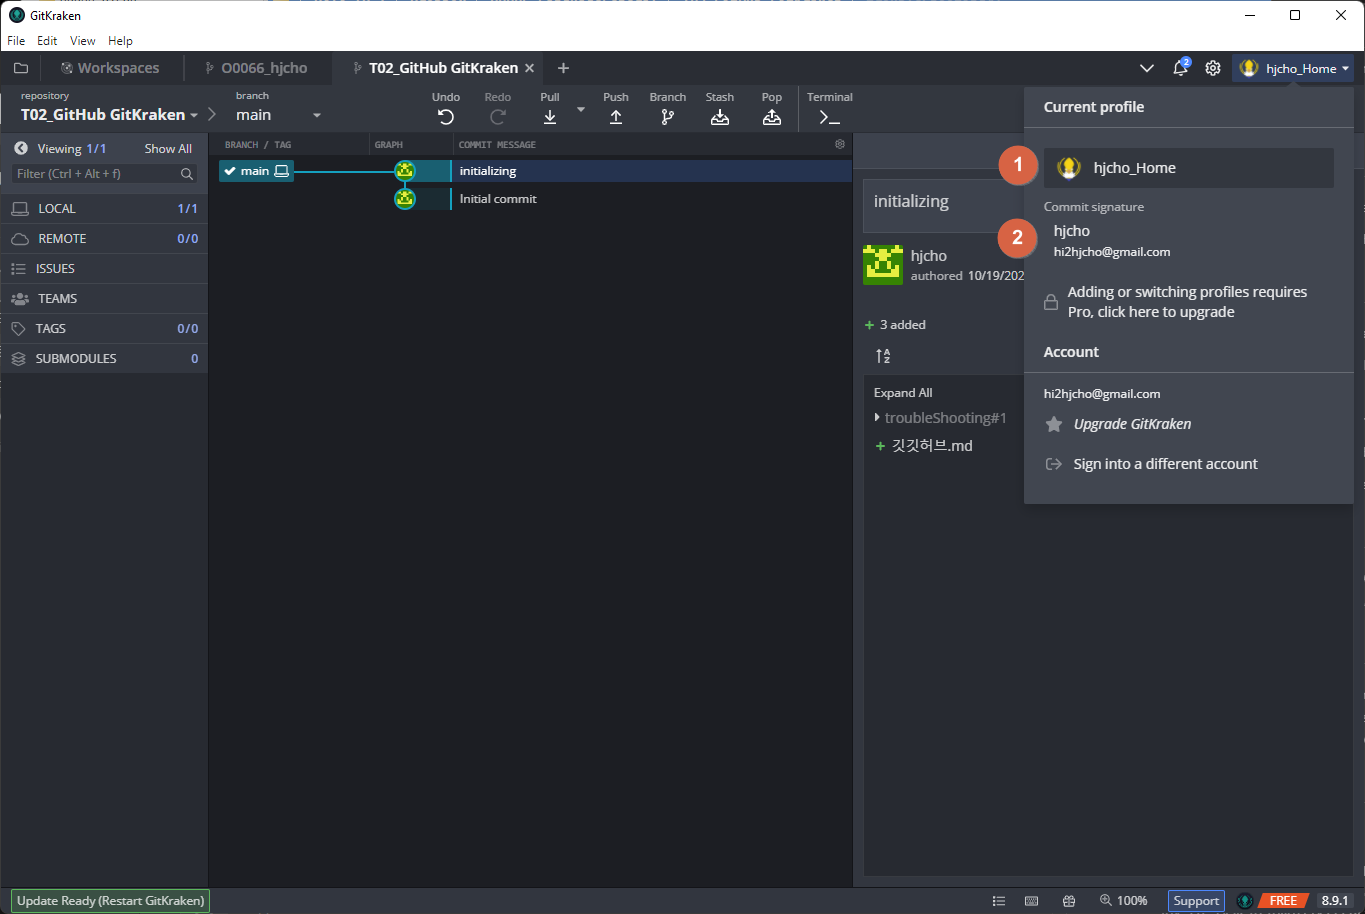 GitKraken
File Edit View Help
Workspaces
O0066_hjcho
T02_GitHub GitKraken
2
hjcho_Home
repository
T02_GitHub GitKraken
branch
main
Undo
Redo
Pull
Push
Branch
Stash
Pop
Terminal
Viewing 1/1
Show All
Filter (Ctrl + Alt + f)
LOCAL 1/1
REMOTE 0/0
ISSUES
TEAMS
TAGS 0/0
SUBMODULES 0
BRANCH / TAG
GRAPH
COMMIT MESSAGE
main
initializing
Initial commit
initializing
hjcho
authored 10/19/202
+ 3 added
A
Z
Expand All
troubleShooting#1
+ 깃깃허브.md
Current profile
1
hjcho_Home
Commit signature
2
hjcho
hi2hjcho@gmail.com
Adding or switching profiles requires
Pro, click here to upgrade
Account
hi2hjcho@gmail.com
Upgrade GitKraken
Sign into a different account
Update Ready (Restart GitKraken)
100%
Support
FREE
8.9.1